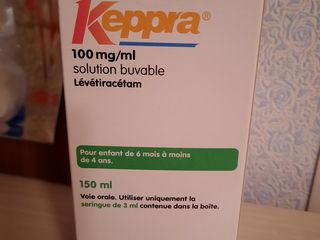 Keppra®
100 mg/ml
solution buvable
Lévétiracétam
Pour enfant de 6 mois à moins
de 4 ans.
150 ml
Voie orale. Utiliser uniquement la
seringue de 3 ml contenue dans la boîte.